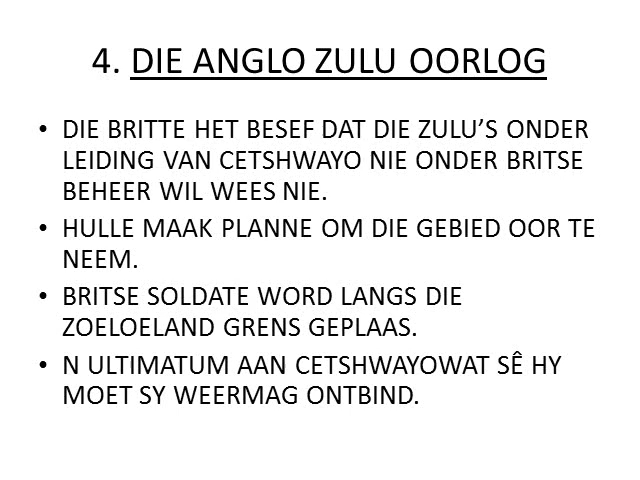 4. DIE ANGLO ZULU OORLOG
• DIE BRITTE HET BESEF DAT DIE ZULU’S ONDER
LEIDING VAN CETSHWAYO NIE ONDER BRITSE
BEHEER WIL WEES NIE.
• HULLE MAAK PLANNE OM DIE GEBIED OOR TE
NEEM.
• BRITSE SOLDATE WORD LANGS DIE
ZOELOELAND GRENS GEPLAAS.
• N ULTIMATUM AAN CETSHWAYOWAT SÊ HY
MOET SY WEERMAG ONTBIND.